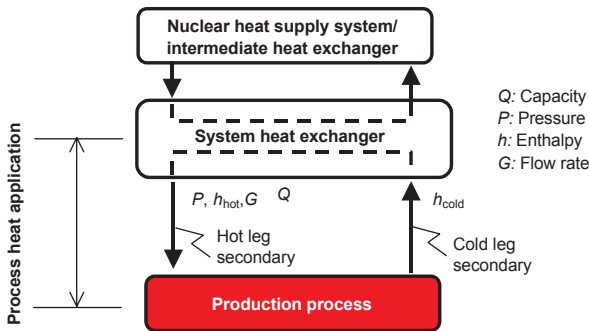 Nuclear heat supply system/
intermediate heat exchanger
System heat exchanger
Q: Capacity
P: Pressure
h: Enthalpy
G: Flow rate
P, hhot,G Q
hcold
Hot leg
secondary
Cold leg
secondary
Production process
Process heat application